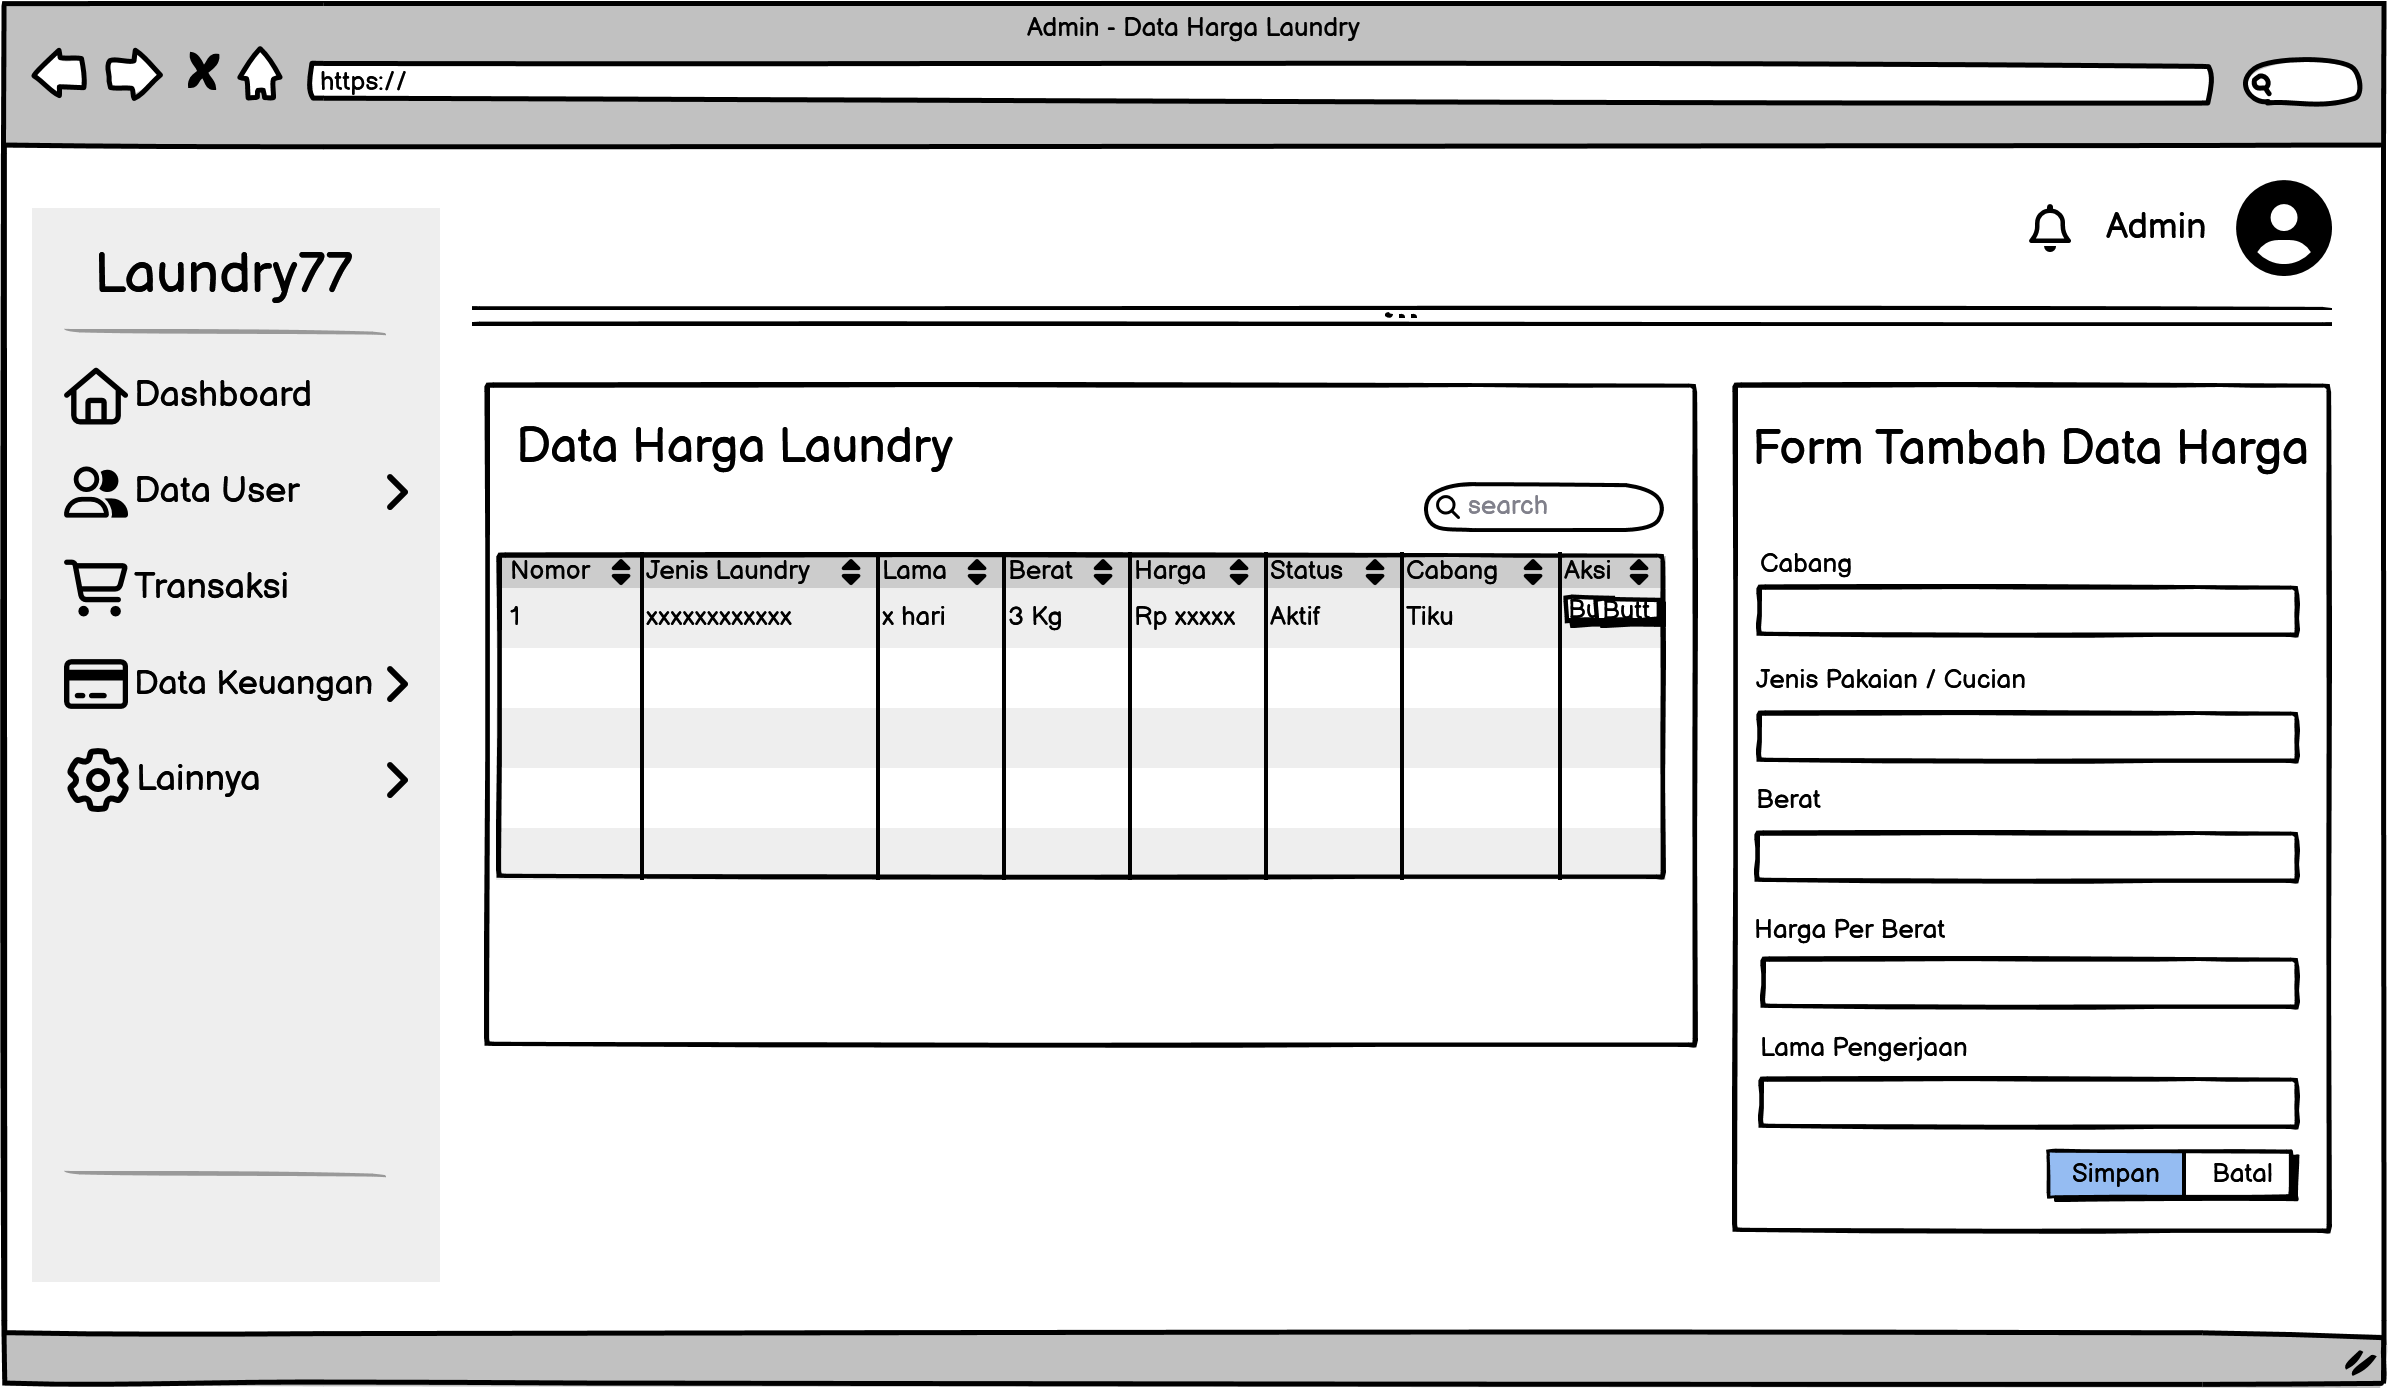 Admin - Data Harga Laundry
https://
Admin
Laundry77
Dashboard
Data User
Transaksi
Data Keuangan
Lainnya
Data Harga Laundry
search
Nomor Jenis Laundry Lama Berat Harga Status Cabang Aksi
1 xxxxxxxxxxxx x hari 3 Kg Rp xxxxx Aktif Tiku Bu Butt
Form Tambah Data Harga
Cabang
Jenis Pakaian / Cucian
Berat
Harga Per Berat
Lama Pengerjaan
Simpan Batal